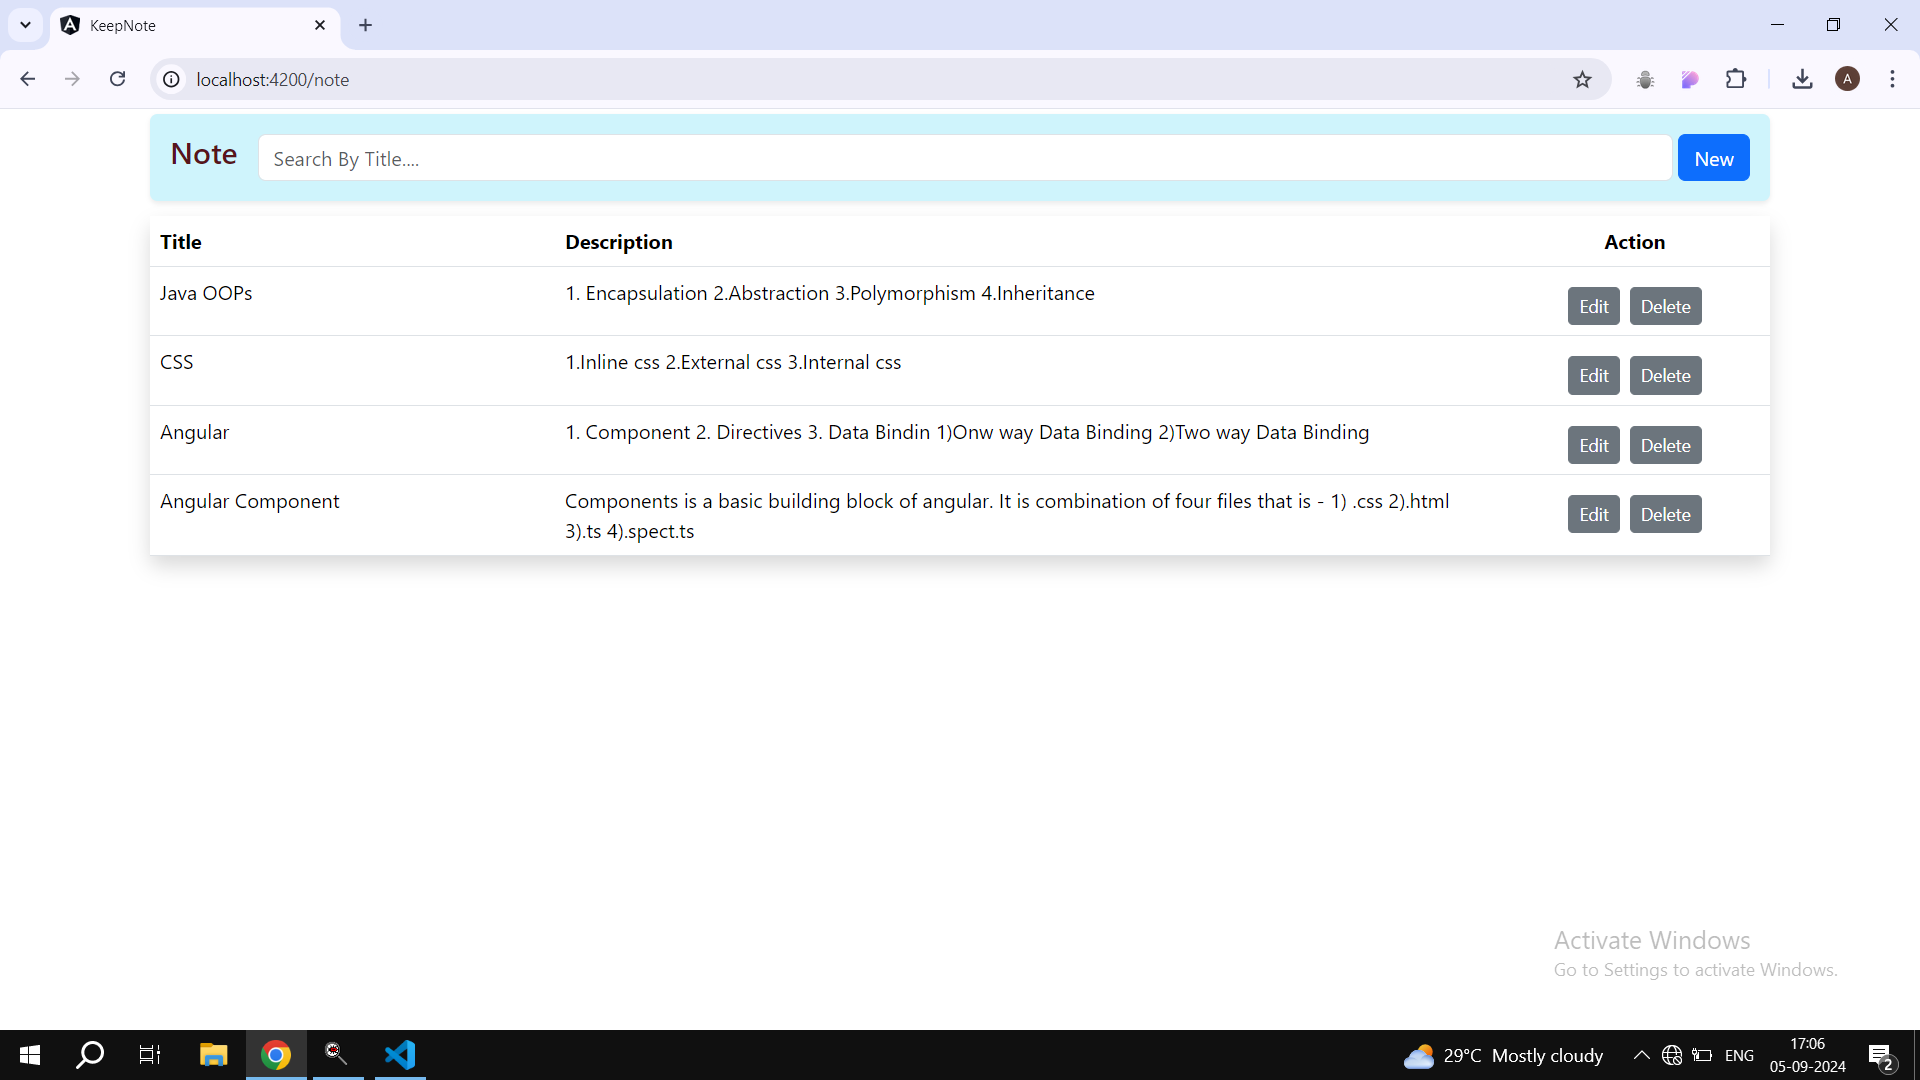 KeepNote
localhost:4200/note
A
Note Search By Title.... New
Title Description Action
Java OOPs 1. Encapsulation 2.Abstraction 3.Polymorphism 4.Inheritance Edit Delete
CSS 1.Inline css 2.External css 3.Internal css Edit Delete
Angular 1. Component 2. Directives 3. Data Bindin 1)Onw way Data Binding 2)Two way Data Binding Edit Delete
Angular Component Components is a basic building block of angular. It is combination of four files that is - 1) .css 2).html Edit Delete
3).ts 4).spect.ts
Activate Windows
Go to Settings to activate Windows.
29°C Mostly cloudy ENG 17:06
05-09-2024 2